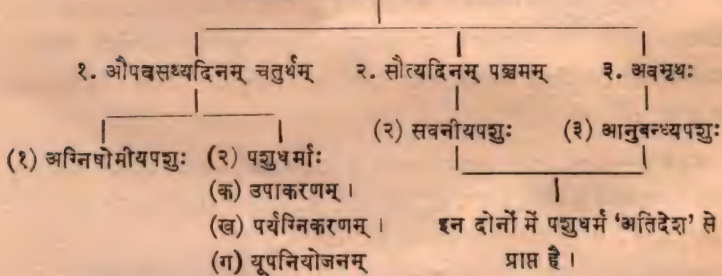 १. औपवसथ्यदिनम् चतुर्थम् २. सौत्यदिनम् पञ्चमम् ३. अवभृथः
(२) सवनीयपशुः (३) आनुबन्ध्यपशुः
(१) अग्निषोमीयपशुः (२) पशुधर्माः
(क) उपाकरणम् ।
(ख) पर्यग्निकरणम् ।
(ग) यूपनियोजनम्
इन दोनों में पशुधर्म 'अतिदेश' से
प्राप्त है ।